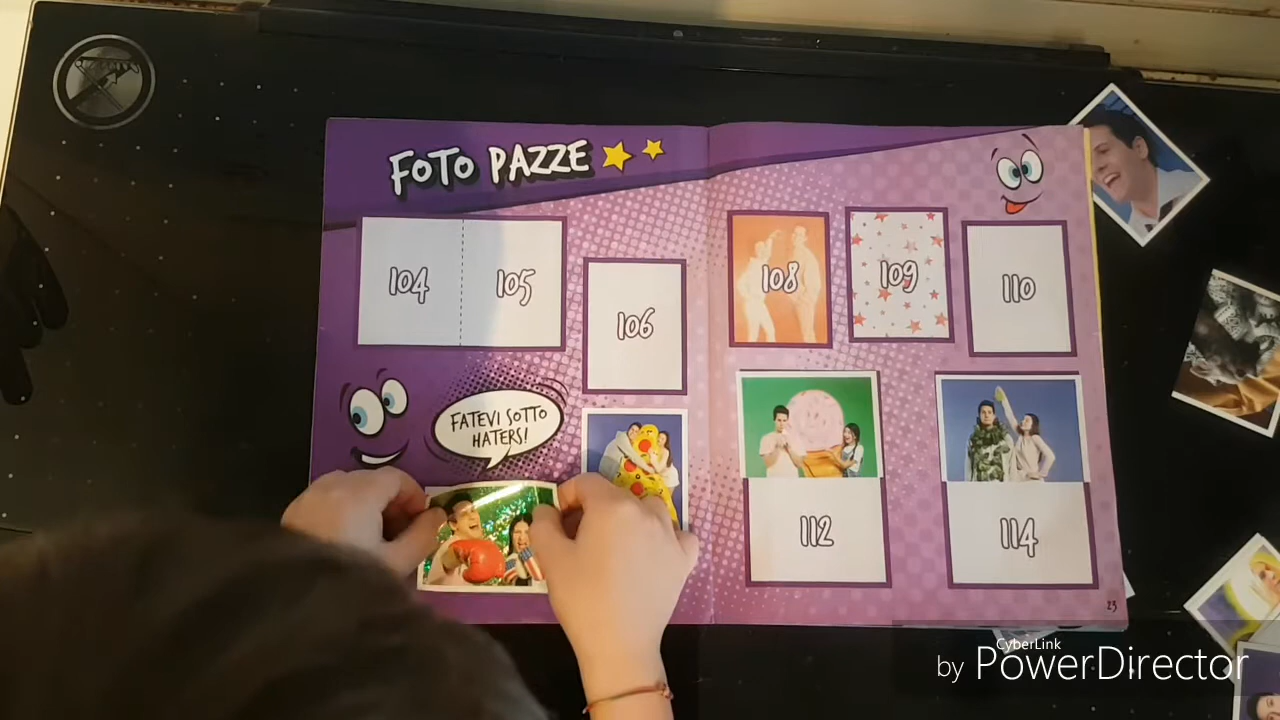 FOTO PAZZE
104
105
106
108
109
110
FATEVI SOTTO
HATERS!
112
114
23
CyberLink
by PowerDirector